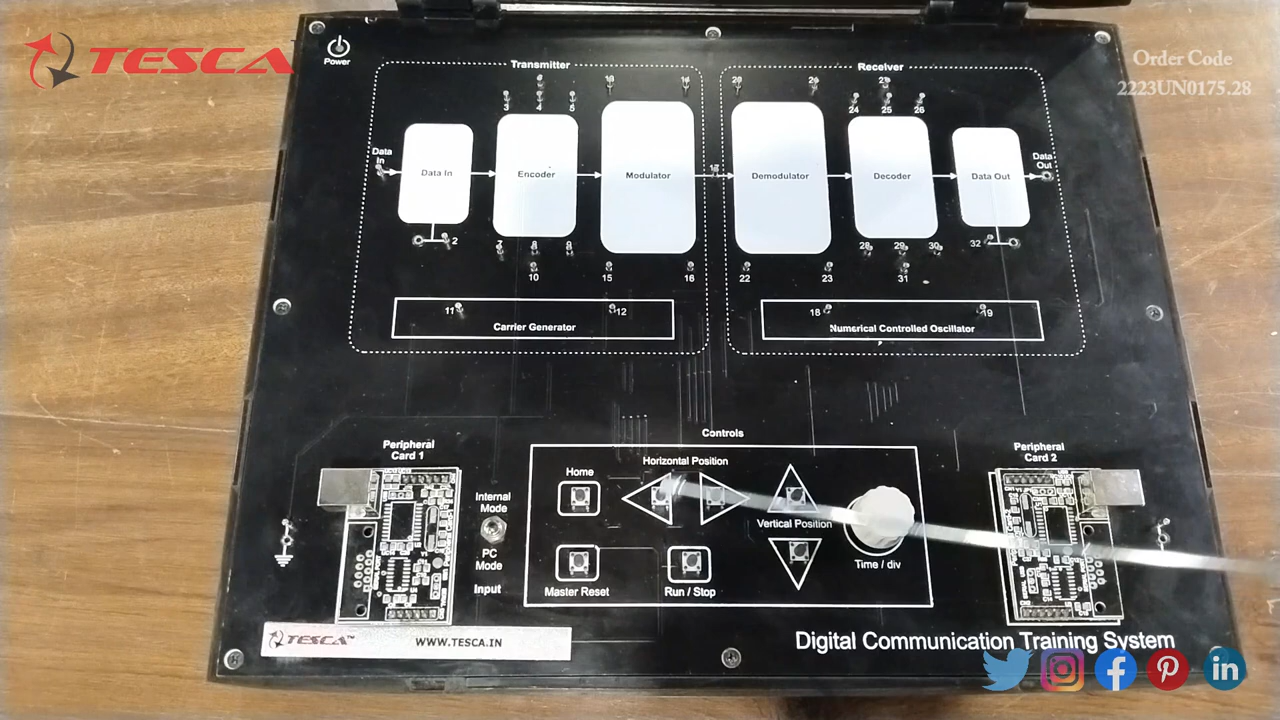 TESCA
Order Code
2223UN0175.28
Power
Transmitter
Receiver
3
4
5
13
14
20
24
25
26
Data
In
Data In
Encoder
Modulator
Demodulator
Decoder
Data Out
Data
Out
2
7
8
9
10
15
16
22
23
28
29
30
31
32
11
12
Carrier Generator
18
19
Numerical Controlled Oscillator
Controls
Peripheral
Card 1
Peripheral
Card 2
Home
Horizontal Position
Internal
Mode
PC
Mode
Input
Vertical Position
Time / div
Master Reset
Run / Stop
TESCA
WWW.TESCA.IN
Digital Communication Training System